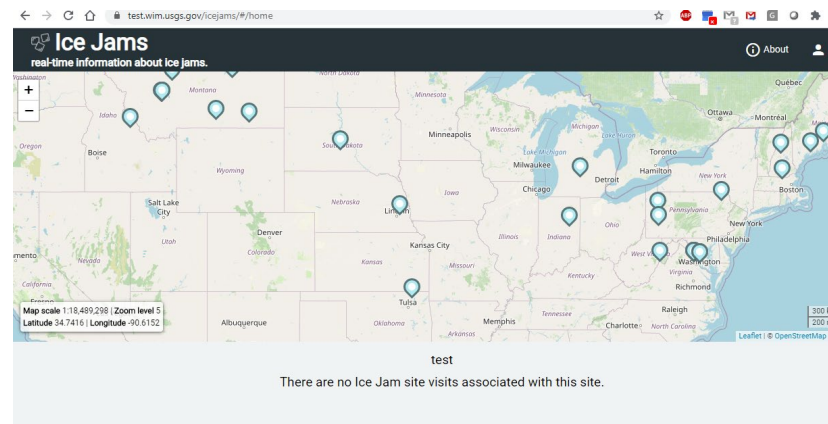 test.wim.usgs.gov/icejams/#/home
ABP
G
Ice Jams
real-time information about ice jams.
About
+
−
Washington
Montana
North Dakota
Minnesota
Québec
Idaho
Ottawa
Montréal
Oregon
Boise
South Dakota
Minneapolis
Wisconsin
Michigan
Lake Huron
Toronto
Wyoming
Milwaukee
Lake Michigan
Hamilton
New York
Detroit
Boston
Salt Lake
City
Nebraska
Iowa
Chicago
Lincoln
Pennsylvania
Denver
Utah
Illinois
Indiana
Ohio
New York
mento
Nevada
Colorado
Kansas City
Philadelphia
Kansas
Missouri
West Virginia
Washington
California
Kentucky
Virginia
Richmond
Fresno
Tulsa
Map scale 1:18,489,298 | Zoom level 5
Latitude 34.7416 | Longitude -90.6152
Albuquerque
Oklahoma
Memphis
Tennessee
Raleigh
Charlotte
North Carolina
Arkansas
300
200
Leaflet | © OpenStreetMap
test
There are no Ice Jam site visits associated with this site.